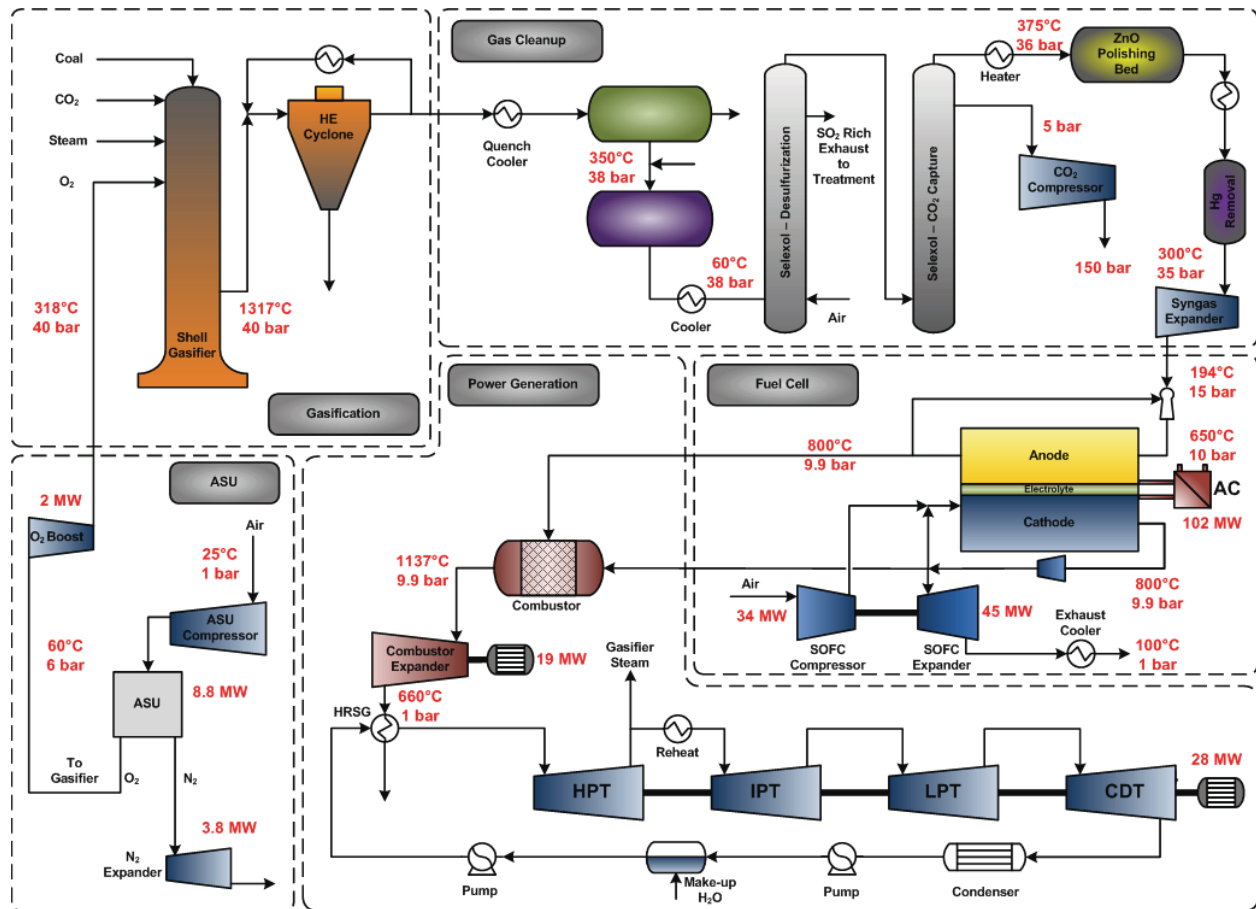 Coal
CO₂
Steam
O₂
318°C
40 bar
Shell
Gasifier
1317°C
40 bar
HE
Cyclone
Gasification
Gas Cleanup
Quench
Cooler
350°C
38 bar
60°C
38 bar
Cooler
Selexol – Desulfurization
SO₂ Rich
Exhaust to
Treatment
Air
Selexol – CO₂ Capture
375°C
36 bar
Heater
ZnO
Polishing
Bed
5 bar
CO₂
Compressor
150 bar
Hg
Removal
300°C
35 bar
Syngas
Expander
ASU
2 MW
O₂ Boost
Air
25°C
1 bar
ASU
Compressor
60°C
6 bar
ASU
8.8 MW
To
Gasifier
O₂
N₂
3.8 MW
N₂
Expander
Power Generation
1137°C
9.9 bar
Combustor
Combustor
Expander
19 MW
660°C
1 bar
HRSG
Gasifier
Steam
Reheat
HPT
IPT
LPT
CDT
28 MW
Pump
Make-up
H₂O
Pump
Condenser
Fuel Cell
194°C
15 bar
800°C
9.9 bar
Anode
Electrolyte
Cathode
650°C
10 bar
AC
102 MW
800°C
9.9 bar
Air
34 MW
SOFC
Compressor
SOFC
Expander
45 MW
Exhaust
Cooler
100°C
1 bar